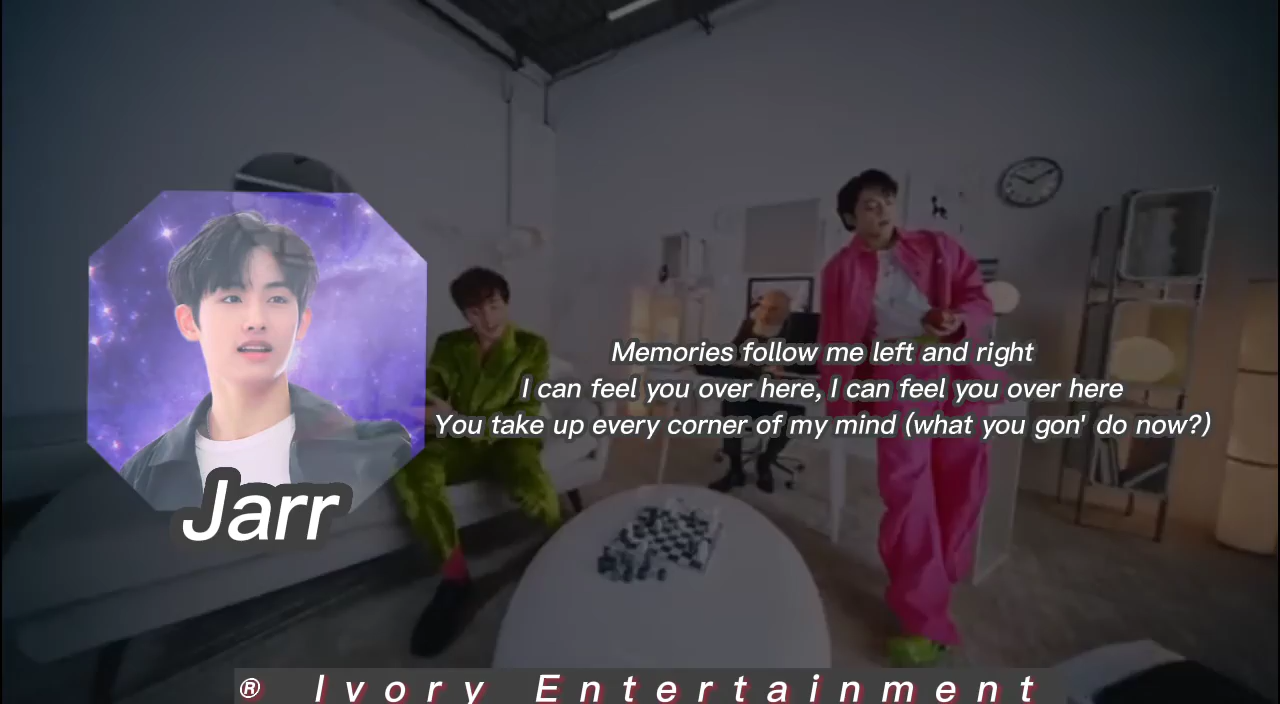 Memories follow me left and right
I can feel you over here, I can feel you over here
You take up every corner of my mind (what you gon' do now?)
Jarr
® Ivory Entertainment